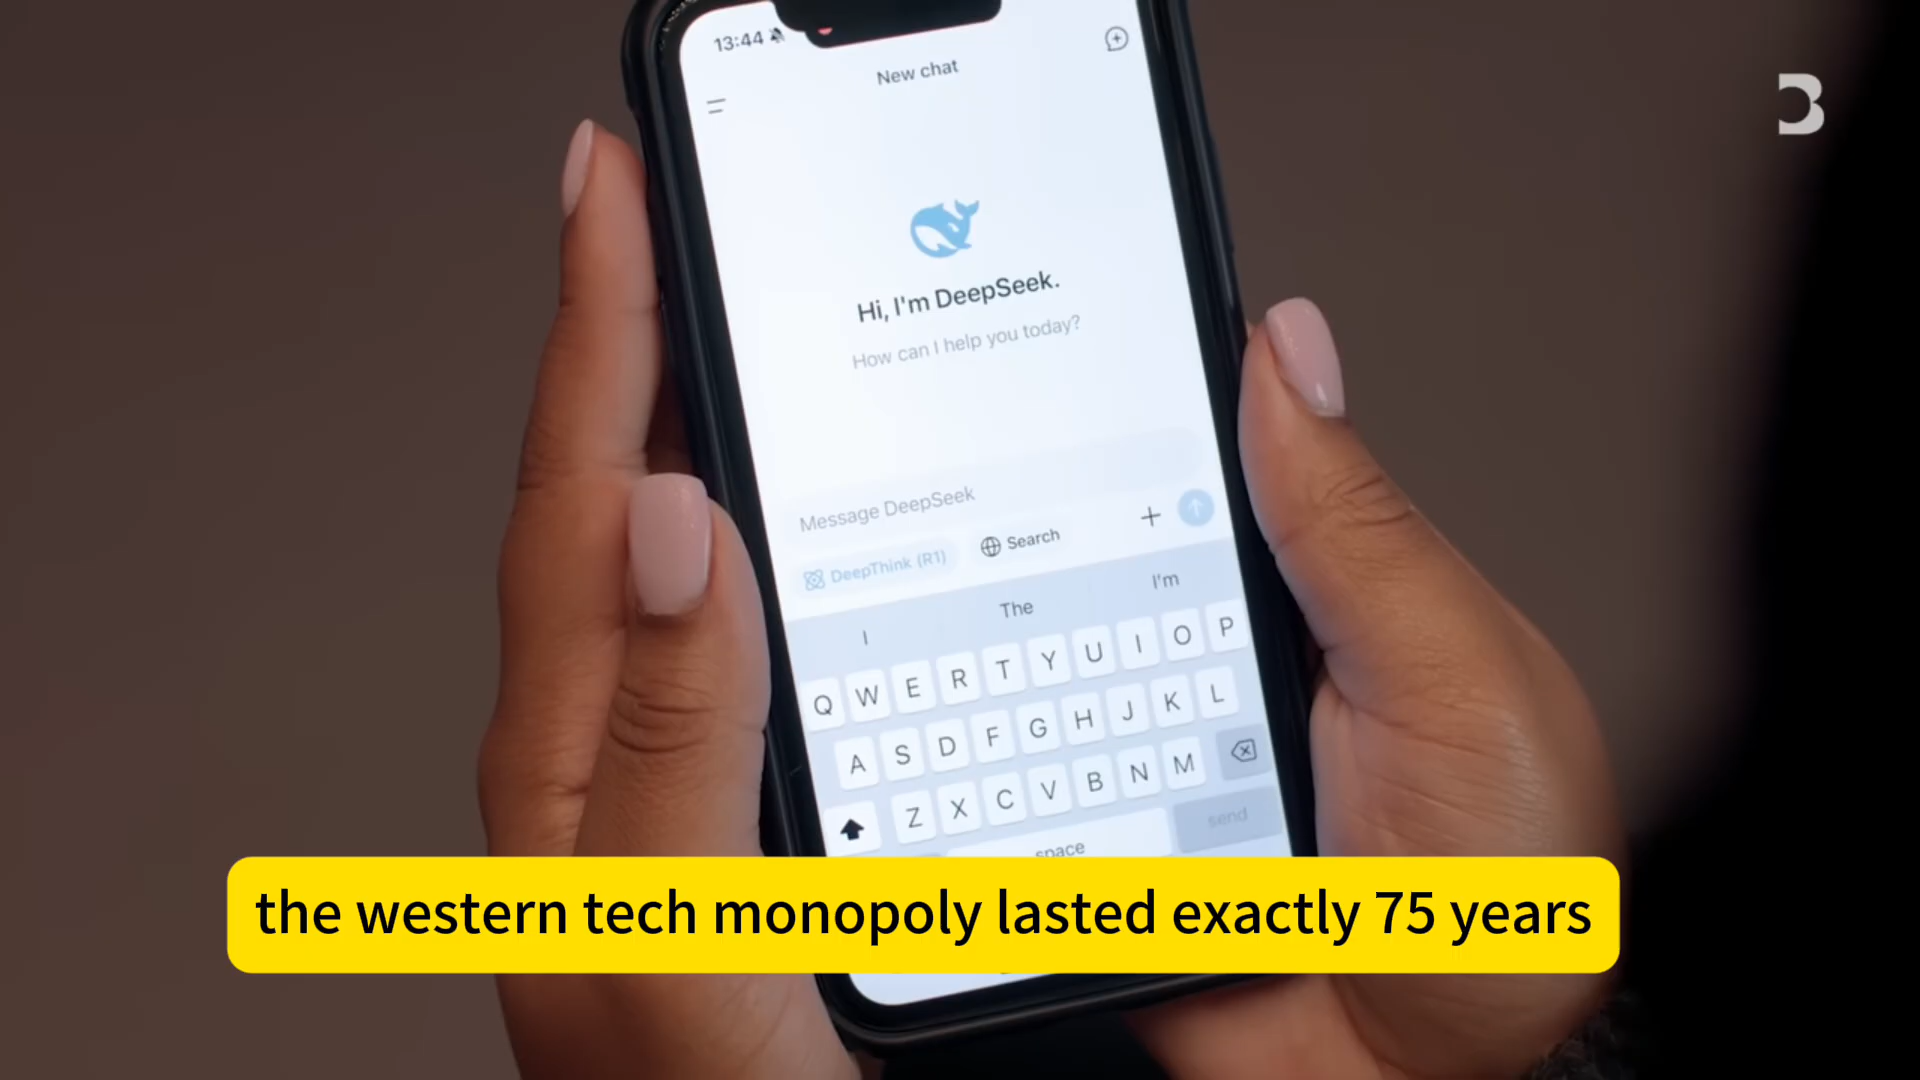 13:44
New chat
Hi, I'm DeepSeek.
How can I help you today?
Message DeepSeek
DeepThink (R1) Search
I The I'm
Q W E R T Y U I O P
A S D F G H J K L
Z X C V B N M
space send
the western tech monopoly lasted exactly 75 years